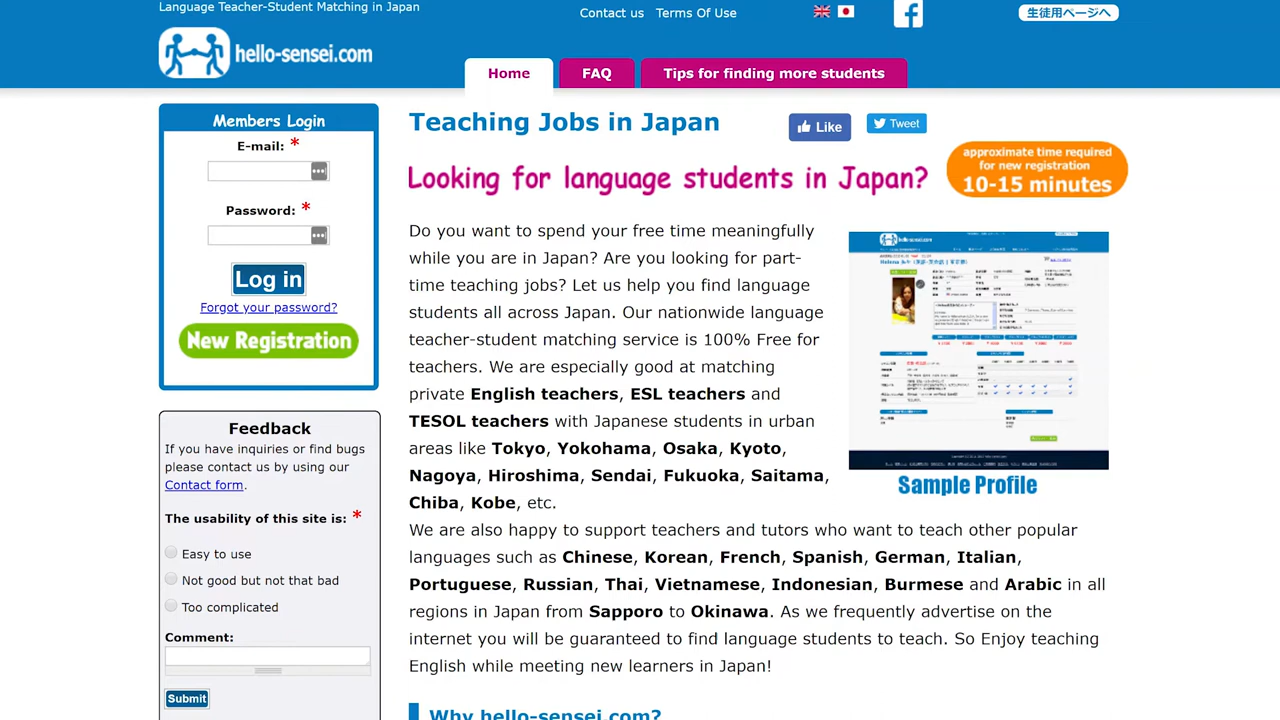 Language Teacher-Student Matching in Japan
Contact us Terms Of Use
生徒用ページへ
hello-sensei.com
Home FAQ Tips for finding more students
Members Login
E-mail: *
Password: *
Log in
Forgot your password?
New Registration
Feedback
If you have inquiries or find bugs
please contact us by using our
Contact form.
The usability of this site is: *
Easy to use
Not good but not that bad
Too complicated
Comment:
Submit
Teaching Jobs in Japan
Like
Tweet
Looking for language students in Japan?
approximate time required
for new registration
10-15 minutes
Do you want to spend your free time meaningfully
while you are in Japan? Are you looking for part-
time teaching jobs? Let us help you find language
students all across Japan. Our nationwide language
teacher-student matching service is 100% Free for
teachers. We are especially good at matching
private English teachers, ESL teachers and
TESOL teachers with Japanese students in urban
areas like Tokyo, Yokohama, Osaka, Kyoto,
Nagoya, Hiroshima, Sendai, Fukuoka, Saitama,
Chiba, Kobe, etc.
hello-sensei.com
Sample Profile
We are also happy to support teachers and tutors who want to teach other popular
languages such as Chinese, Korean, French, Spanish, German, Italian,
Portuguese, Russian, Thai, Vietnamese, Indonesian, Burmese and Arabic in all
regions in Japan from Sapporo to Okinawa. As we frequently advertise on the
internet you will be guaranteed to find language students to teach. So Enjoy teaching
English while meeting new learners in Japan!
Why hello-sensei.com?